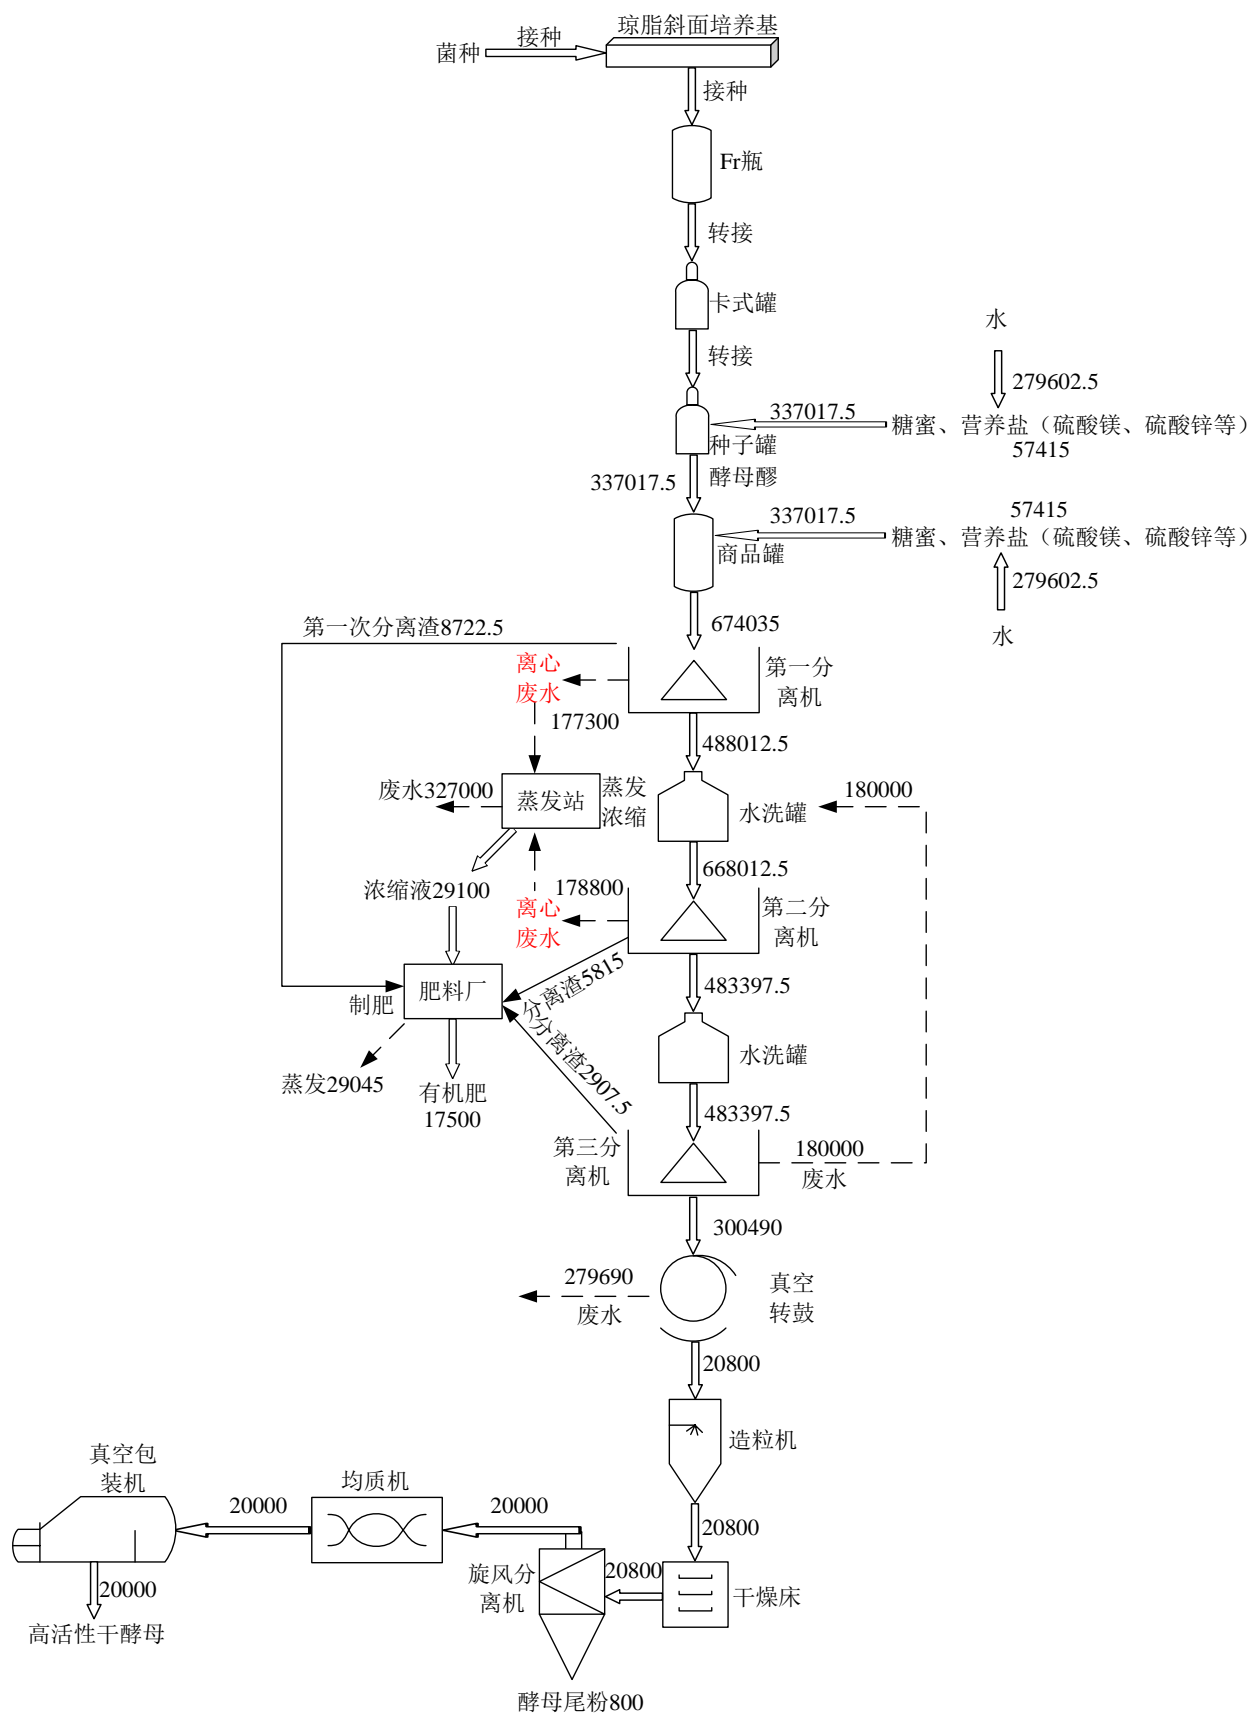 琼脂斜面培养基
接种
菌种
接种
Fr瓶
转接
卡式罐
水
转接
279602.5
337017.5
糖蜜、营养盐（硫酸镁、硫酸锌等）
57415
种子罐
酵母醪
337017.5
57415
337017.5
糖蜜、营养盐（硫酸镁、硫酸锌等）
商品罐
279602.5
水
674035
第一次分离渣8722.5
离心
废水
第一分
离机
177300
488012.5
废水327000
蒸发站
蒸发
浓缩
水洗罐
180000
668012.5
浓缩液29100
178800
离心
废水
第二分
离机
分离渣5815
483397.5
肥料厂
制肥
分离渣2907.5
水洗罐
蒸发29045
有机肥
17500
483397.5
第三分
离机
180000
废水
300490
279690
废水
真空
转鼓
20800
造粒机
真空包
装机
均质机
20000
20000
20800
旋风分
离机
20800
干燥床
20000
高活性干酵母
酵母尾粉800